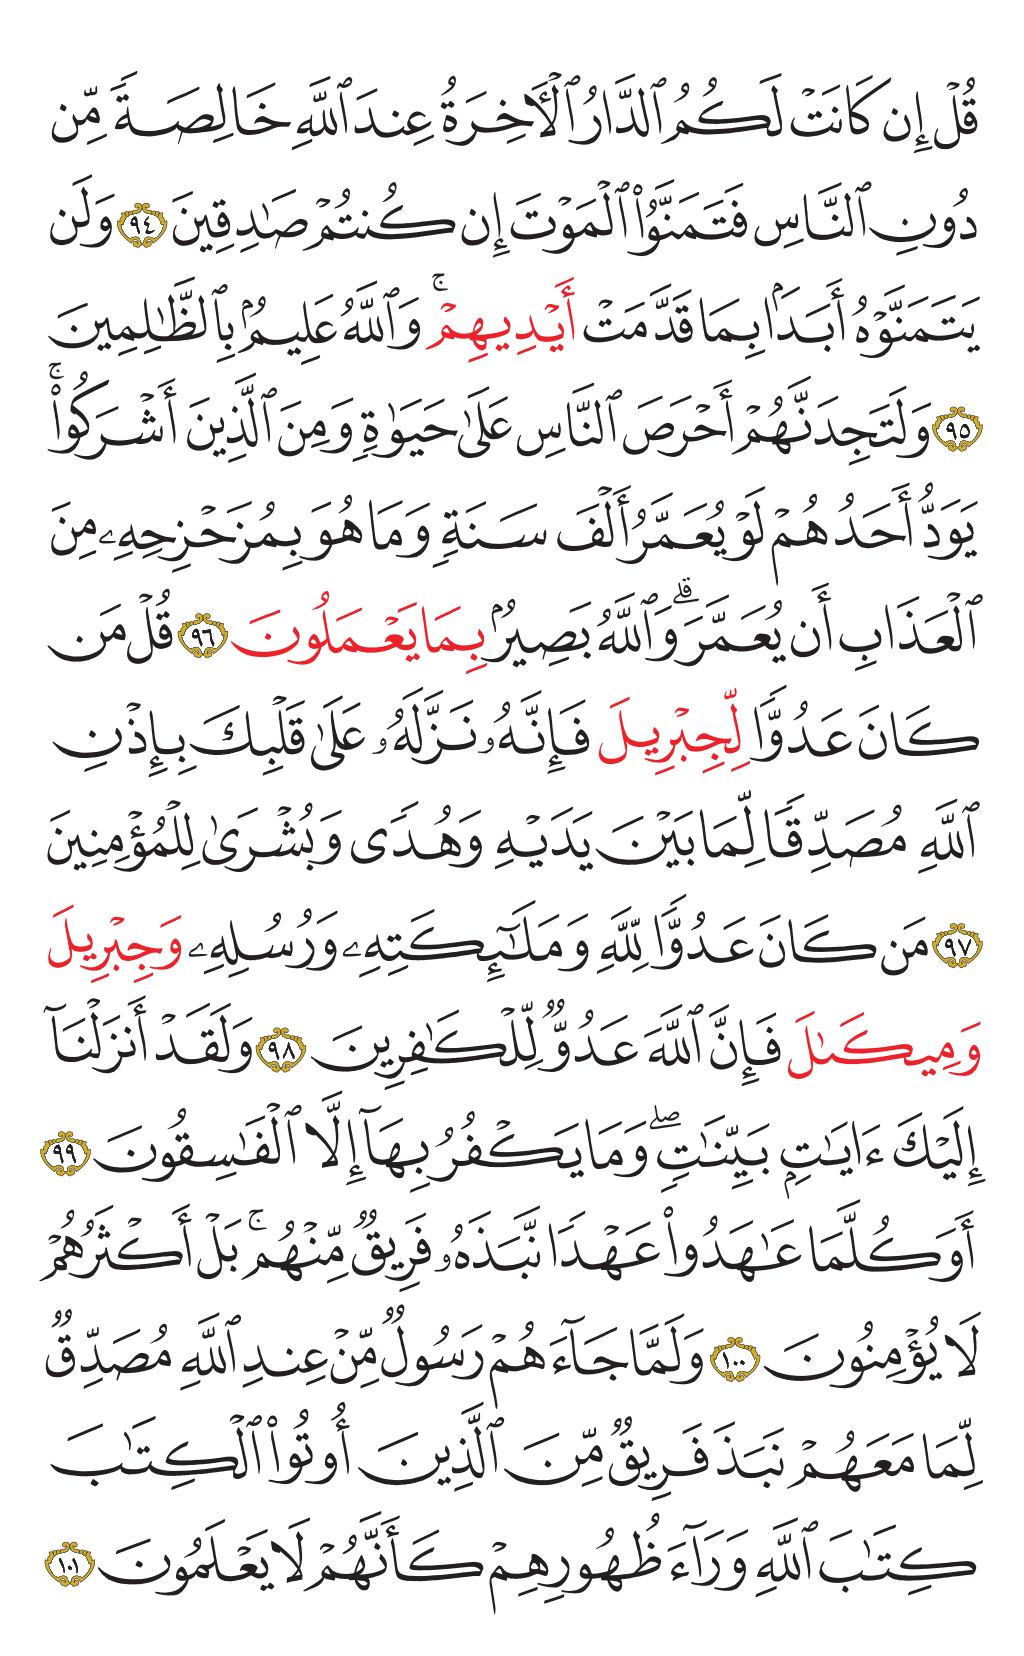 قُلْ إِن كَانَتْ لَكُمُ ٱلدَّارُ ٱلْـَٔاخِرَةُ عِندَ ٱللَّهِ خَالِصَةً مِّن
دُونِ ٱلنَّاسِ فَتَمَنَّوُا۟ ٱلْمَوْتَ إِن كُنتُمْ صَـٰدِقِينَ ٩٤ وَلَن
يَتَمَنَّوْهُ أَبَدًۢا بِمَا قَدَّمَتْ أَيْدِيهِمْ ۚ وَٱللَّهُ عَلِيمٌۢ بِٱلظَّـٰلِمِينَ
٩٥ وَلَتَجِدَنَّهُمْ أَحْرَصَ ٱلنَّاسِ عَلَىٰ حَيَوٰةٍ وَمِنَ ٱلَّذِينَ أَشْرَكُوا۟ ۚ
يَوَدُّ أَحَدُهُمْ لَوْ يُعَمَّرُ أَلْفَ سَنَةٍ وَمَا هُوَ بِمُزَحْزِحِهِۦ مِنَ
ٱلْعَذَابِ أَن يُعَمَّرَ ۗ وَٱللَّهُ بَصِيرٌۢ بِمَا يَعْمَلُونَ ٩٦ قُلْ مَن
كَانَ عَدُوًّا لِّجِبْرِيلَ فَإِنَّهُۥ نَزَّلَهُۥ عَلَىٰ قَلْبِكَ بِإِذْنِ
ٱللَّهِ مُصَدِّقًا لِّمَا بَيْنَ يَدَيْهِ وَهُدًى وَبُشْرَىٰ لِلْمُؤْمِنِينَ
٩٧ مَن كَانَ عَدُوًّا لِّلَّهِ وَمَلَـٰٓئِكَتِهِۦ وَرُسُلِهِۦ وَجِبْرِيلَ
وَمِيكَىٰلَ فَإِنَّ ٱللَّهَ عَدُوٌّ لِّلْكَـٰفِرِينَ ٩٨ وَلَقَدْ أَنزَلْنَآ
إِلَيْكَ ءَايَـٰتٍۭ بَيِّنَـٰتٍ ۖ وَمَا يَكْفُرُ بِهَآ إِلَّا ٱلْفَـٰسِقُونَ ٩٩
أَوَكُلَّمَا عَـٰهَدُوا۟ عَهْدًا نَّبَذَهُۥ فَرِيقٌ مِّنْهُم ۚ بَلْ أَكْثَرُهُمْ
لَا يُؤْمِنُونَ ١٠٠ وَلَمَّا جَآءَهُمْ رَسُولٌ مِّنْ عِندِ ٱللَّهِ مُصَدِّقٌ
لِّمَا مَعَهُمْ نَبَذَ فَرِيقٌ مِّنَ ٱلَّذِينَ أُوتُوا۟ ٱلْكِتَـٰبَ
كِتَـٰبَ ٱللَّهِ وَرَآءَ ظُهُورِهِمْ كَأَنَّهُمْ لَا يَعْلَمُونَ ١٠١